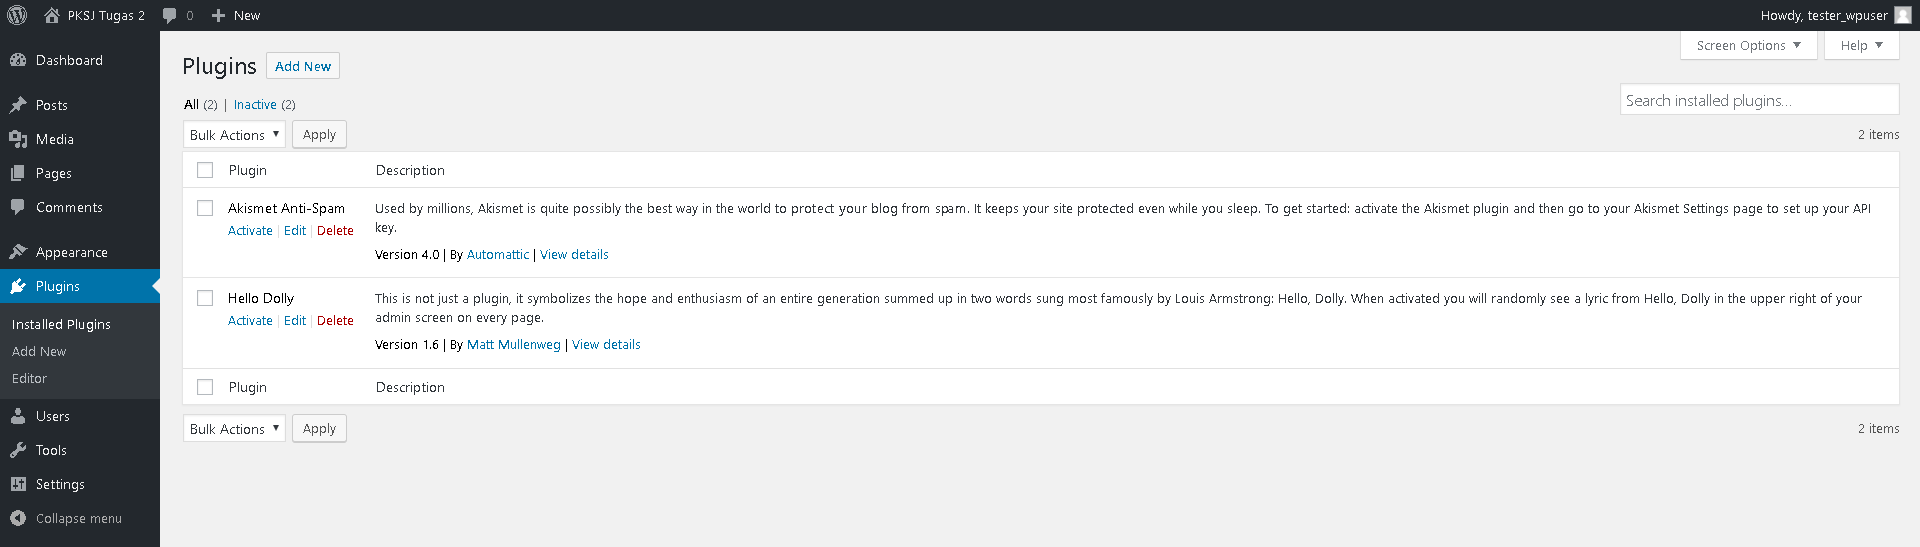 PKSJ Tugas 2 0 New Howdy, tester_wpuser
Screen Options Help
Dashboard
Posts
Media
Pages
Comments
Appearance
Plugins
Installed Plugins
Add New
Editor
Users
Tools
Settings
Collapse menu
Plugins Add New
All (2) | Inactive (2)
Search installed plugins...
Bulk Actions Apply 2 items
Plugin Description
Akismet Anti-Spam
Activate | Edit | Delete
Used by millions, Akismet is quite possibly the best way in the world to protect your blog from spam. It keeps your site protected even while you sleep. To get started: activate the Akismet plugin and then go to your Akismet Settings page to set up your API
key.
Version 4.0 | By Automattic | View details
Hello Dolly
Activate | Edit | Delete
This is not just a plugin, it symbolizes the hope and enthusiasm of an entire generation summed up in two words sung most famously by Louis Armstrong: Hello, Dolly. When activated you will randomly see a lyric from Hello, Dolly in the upper right of your
admin screen on every page.
Version 1.6 | By Matt Mullenweg | View details
Plugin Description
Bulk Actions Apply 2 items